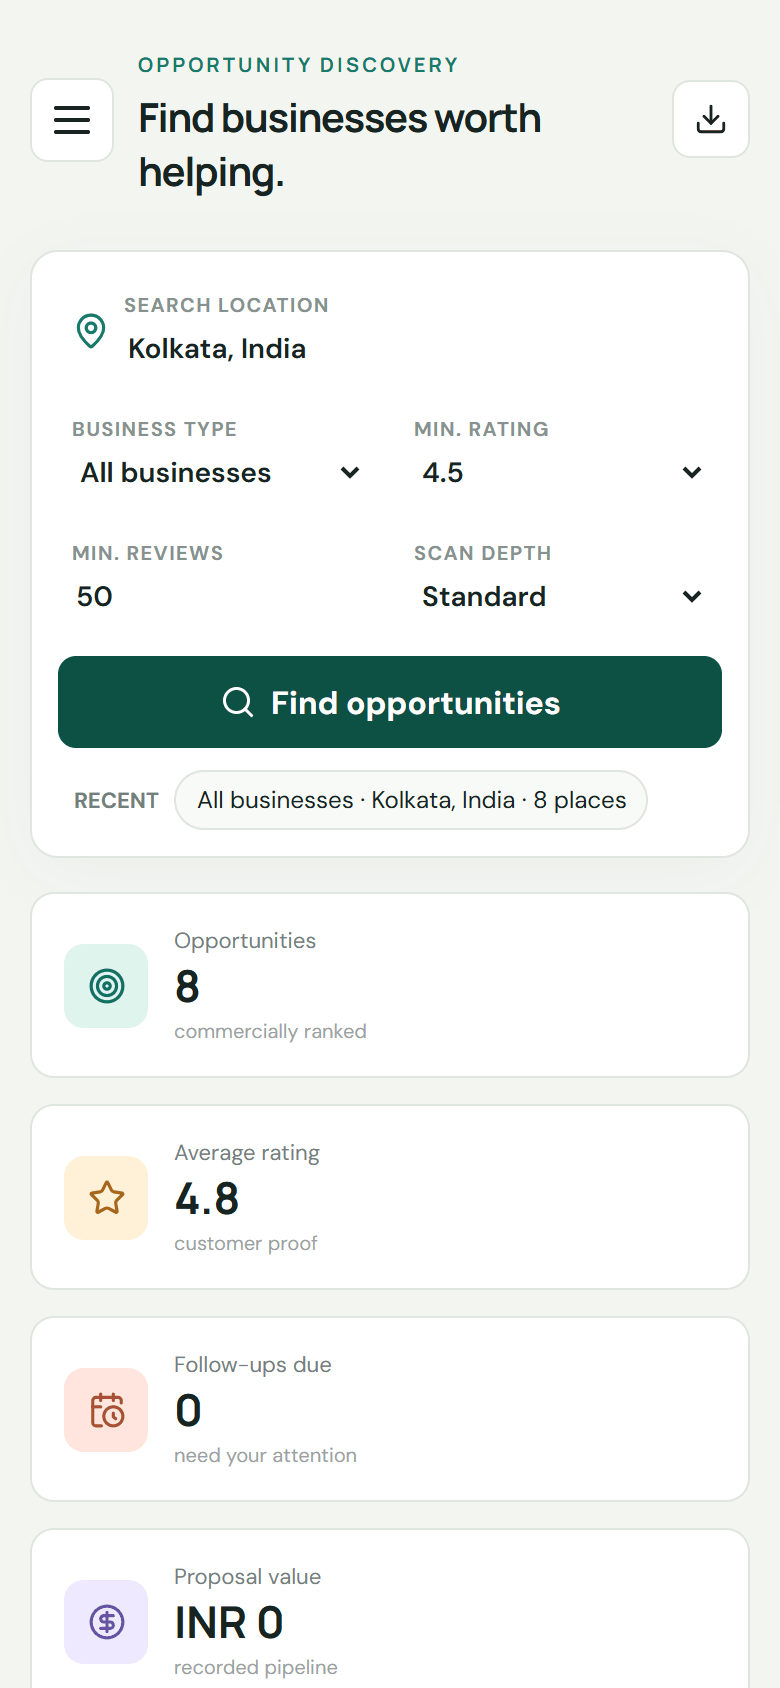 OPPORTUNITY DISCOVERY
Find businesses worth
helping.
SEARCH LOCATION
Kolkata, India
BUSINESS TYPE
All businesses
MIN. RATING
4.5
MIN. REVIEWS
50
SCAN DEPTH
Standard
Find opportunities
RECENT
All businesses · Kolkata, India · 8 places
Opportunities
8
commercially ranked
Average rating
4.8
customer proof
Follow-ups due
0
need your attention
Proposal value
INR 0
recorded pipeline